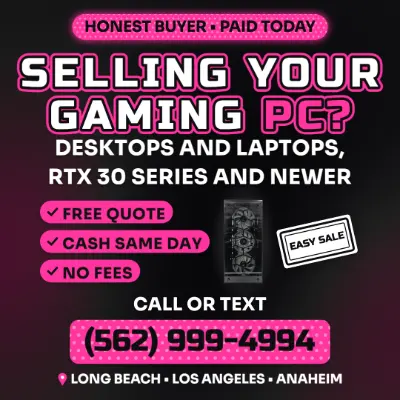 HONEST BUYER • PAID TODAY
SELLING YOUR
GAMING PC?
DESKTOPS AND LAPTOPS,
RTX 30 SERIES AND NEWER
FREE QUOTE
CASH SAME DAY
NO FEES
EASY SALE
CALL OR TEXT
(562) 999-4994
LONG BEACH • LOS ANGELES • ANAHEIM